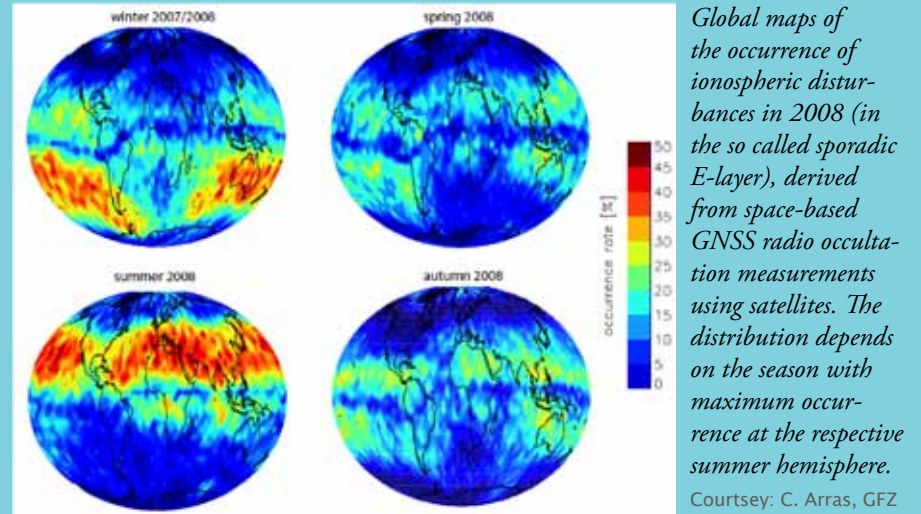 winter 2007/2008
spring 2008
summer 2008
autumn 2008
occurrence rate [%]
50
45
40
35
30
25
20
15
10
5
0
Global maps of
the occurrence of
ionospheric distur-
bances in 2008 (in
the so called sporadic
E-layer), derived
from space-based
GNSS radio occulta-
tion measurements
using satellites. The
distribution depends
on the season with
maximum occur-
rence at the respective
summer hemisphere.
Courtsey: C. Arras, GFZ